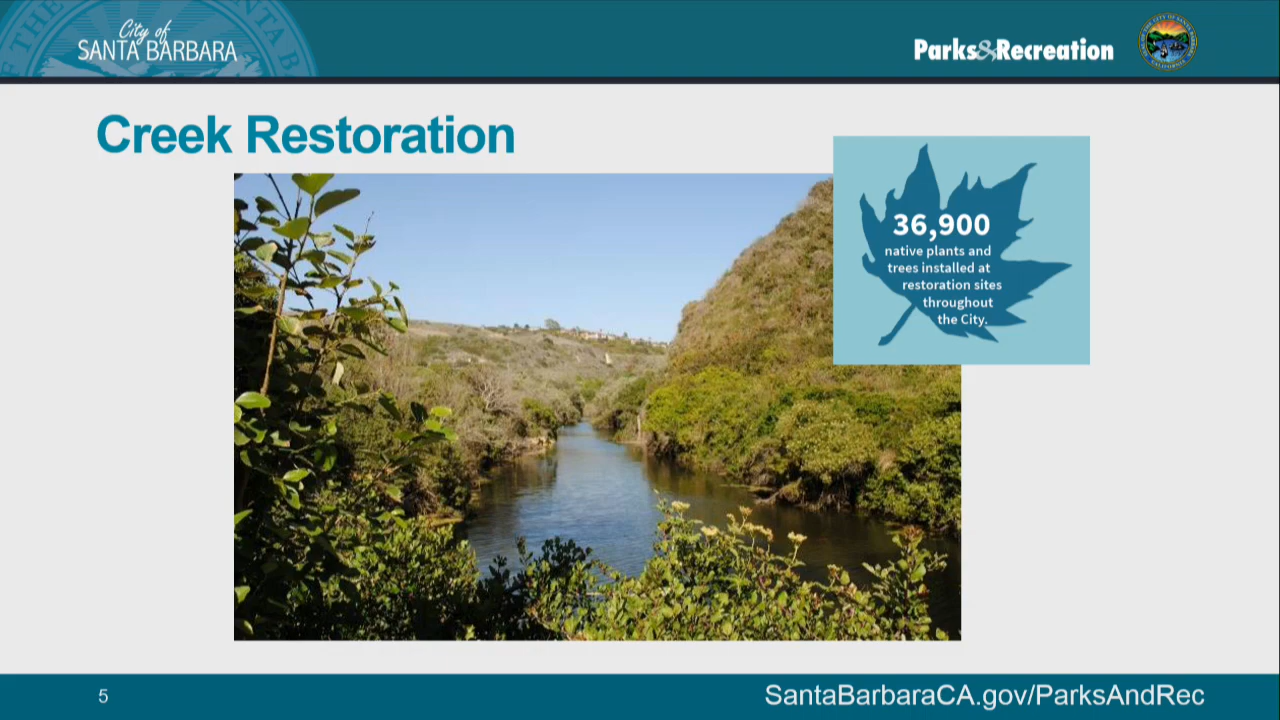 City of
SANTA BARBARA
Parks&Recreation
Creek Restoration
36,900
native plants and
trees installed at
restoration sites
throughout
the City.
5
SantaBarbaraCA.gov/ParksAndRec